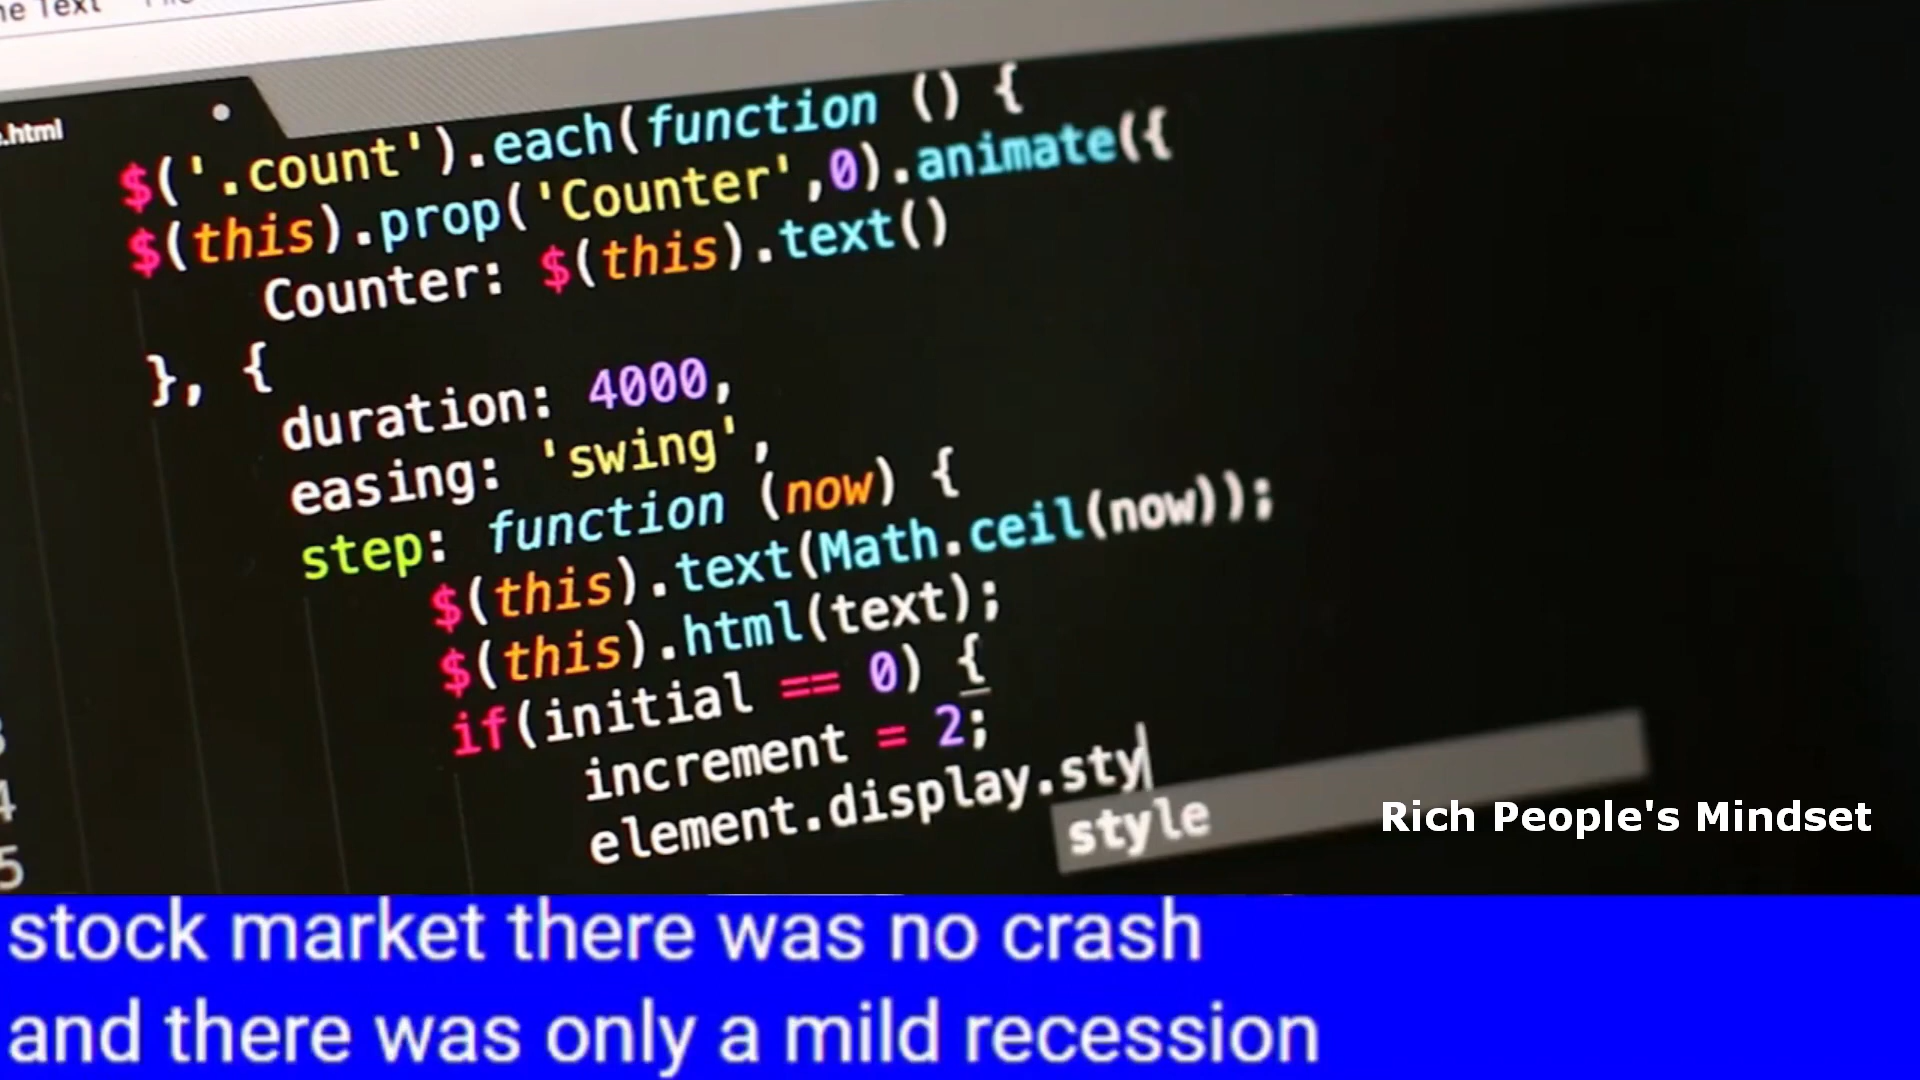 .html
$('.count').each(function () {
$(this).prop('Counter',0).animate({
Counter: $(this).text()
}, {
duration: 4000,
easing: 'swing',
step: function (now) {
$(this).text(Math.ceil(now));
$(this).html(text);
if(initial == 0) {
increment = 2;
element.display.sty
style
4
5
Rich People's Mindset
stock market there was no crash
and there was only a mild recession